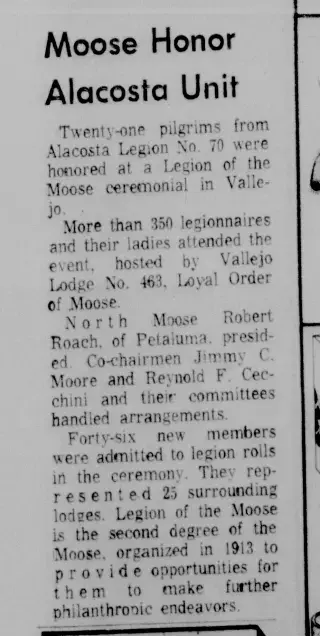 Moose Honor
Alacosta Unit
Twenty-one pilgrims from
Alacosta Legion No. 70 were
honored at a Legion of the
Moose ceremonial in Valle-
jo.
More than 350 legionnaires
and their ladies attended the
event, hosted by Vallejo
Lodge No. 463, Loyal Order
of Moose.
North Moose Robert
Roach, of Petaluma, presid-
ed. Co-chairmen Jimmy C.
Moore and Reynold F. Cec-
chini and their committees
handled arrangements.
Forty-six new members
were admitted to legion rolls
in the ceremony. They rep-
resented 25 surrounding
lodges. Legion of the Moose
is the second degree of the
Moose, organized in 1913 to
provide opportunities for
them to make further
philanthropic endeavors.